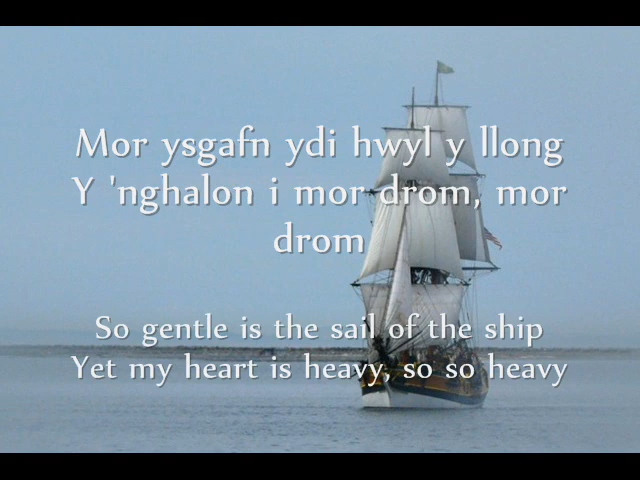 Mor ysgafn ydi hwyl y llong
Y 'nghalon i mor drom, mor
drom
So gentle is the sail of the ship
Yet my heart is heavy, so so heavy